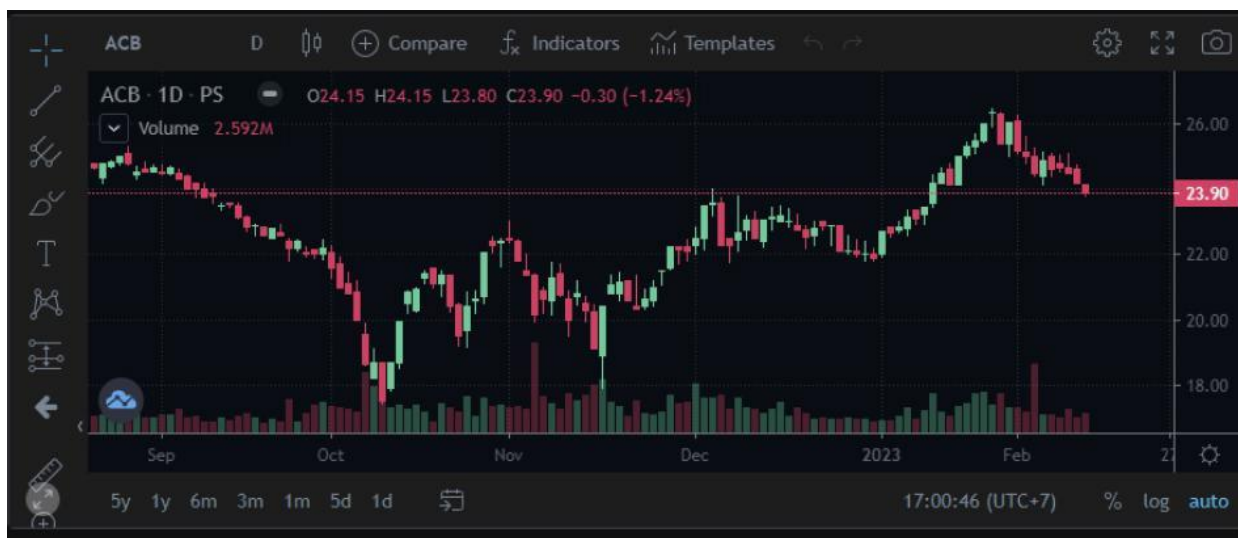 ACB D Compare fx Indicators Templates
ACB · 1D · PS O24.15 H24.15 L23.80 C23.90 −0.30 (−1.24%)
Volume 2.592M
26.00
23.90
22.00
20.00
18.00
Sep Oct Nov Dec 2023 Feb 27
5y 1y 6m 3m 1m 5d 1d 17:00:46 (UTC+7) % log auto